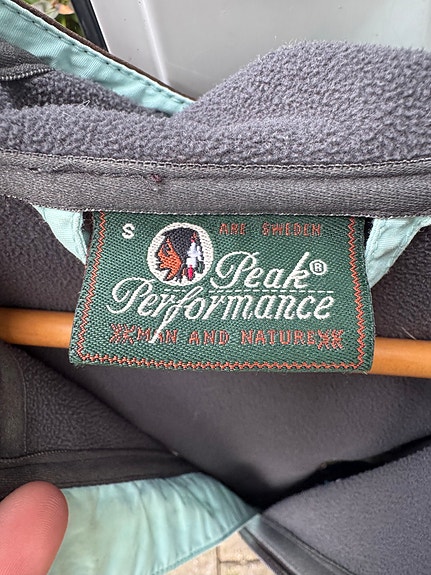 S ARE SWEDEN
Peak®
Performance
MAN AND NATURE